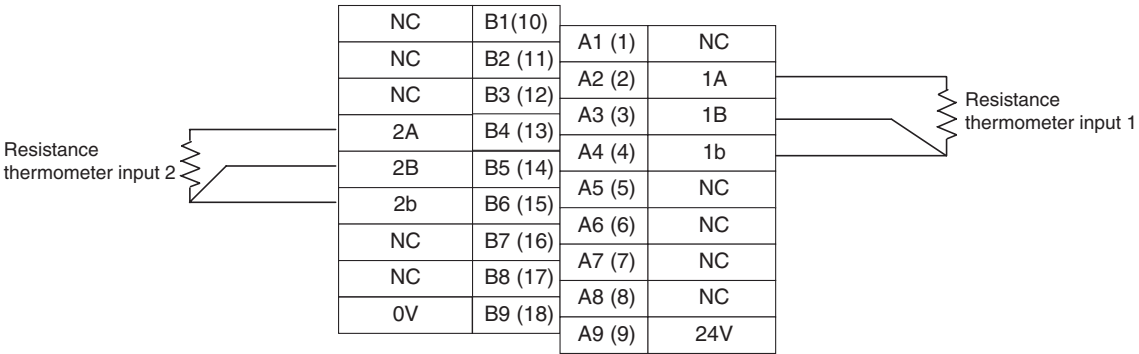 NC B1(10)
NC B2 (11)
NC B3 (12)
2A B4 (13)
2B B5 (14)
2b B6 (15)
NC B7 (16)
NC B8 (17)
0V B9 (18)
A1 (1) NC
A2 (2) 1A
A3 (3) 1B
A4 (4) 1b
A5 (5) NC
A6 (6) NC
A7 (7) NC
A8 (8) NC
A9 (9) 24V
Resistance
thermometer input 2
Resistance
thermometer input 1